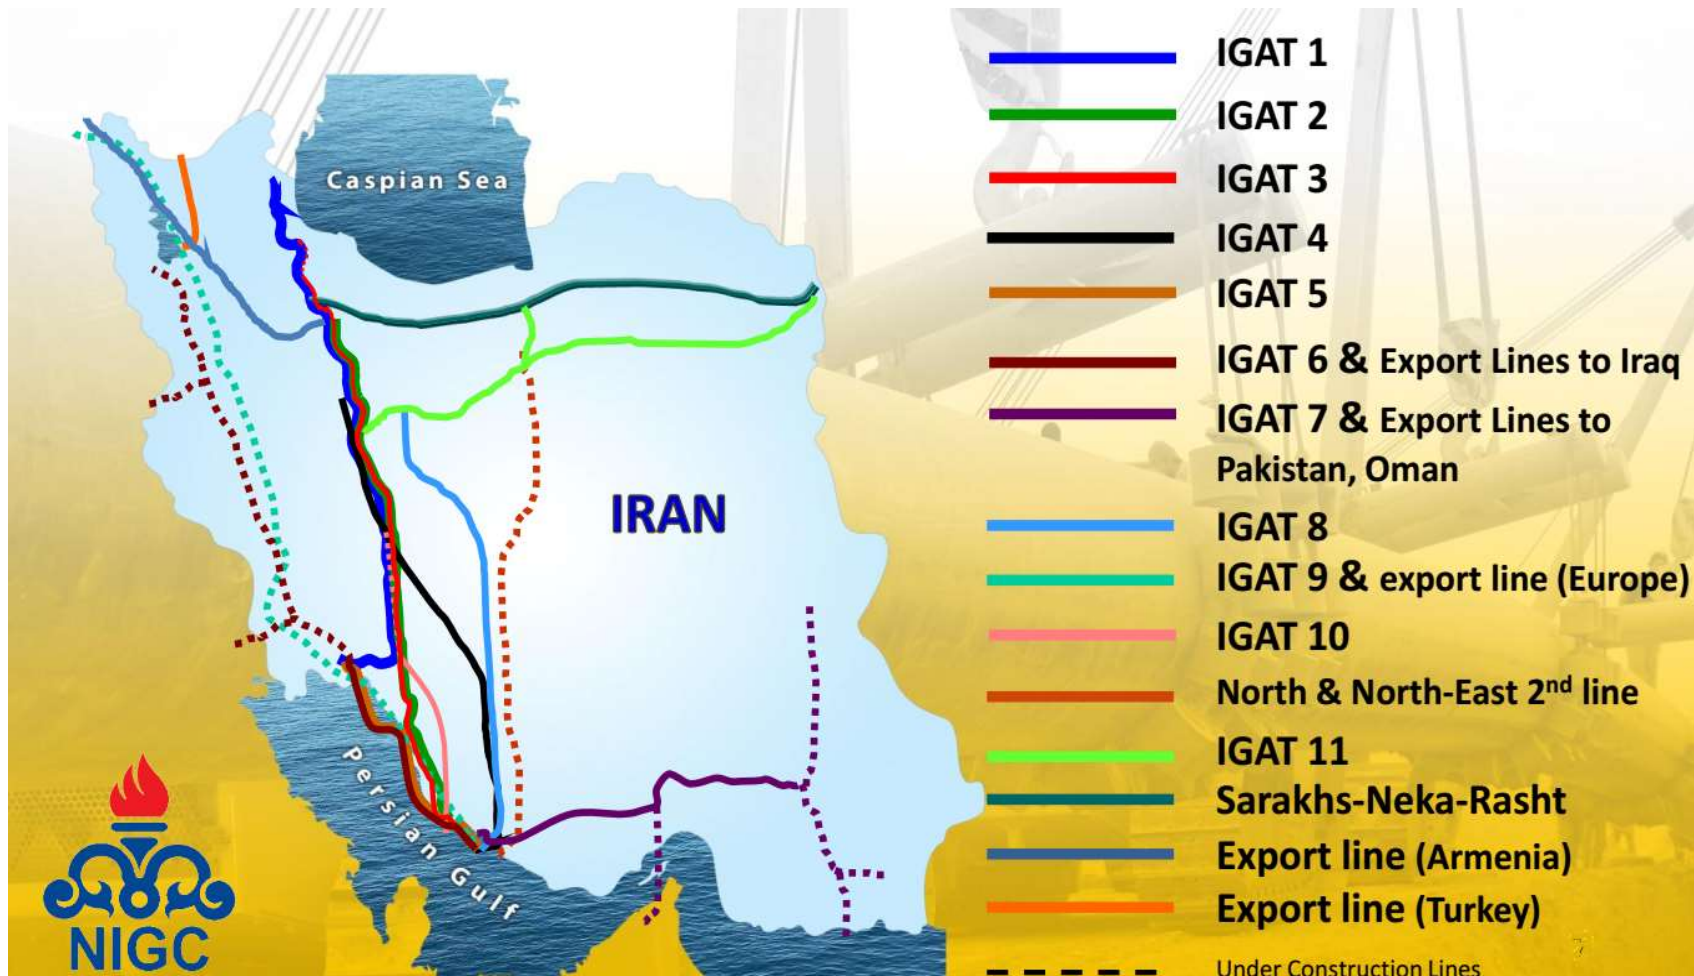 Caspian Sea
IRAN
Persian Gulf
NIGC
IGAT 1
IGAT 2
IGAT 3
IGAT 4
IGAT 5
IGAT 6 & Export Lines to Iraq
IGAT 7 & Export Lines to
Pakistan, Oman
IGAT 8
IGAT 9 & export line (Europe)
IGAT 10
North & North-East 2nd line
IGAT 11
Sarakhs-Neka-Rasht
Export line (Armenia)
Export line (Turkey)
7
Under Construction Lines